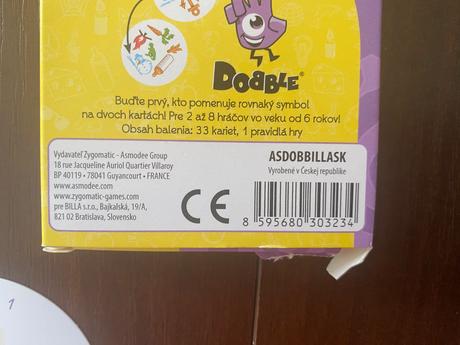 DOBBLE®
Buďte prvý, kto pomenuje rovnaký symbol
na dvoch kartách! Pre 2 až 8 hráčov vo veku od 6 rokov!
Obsah balenia: 33 kariet, 1 pravidlá hry
Vydavateľ Zygomatic - Asmodee Group
18 rue Jacqueline Auriol Quartier Villaroy
BP 40119 • 78041 Guyancourt • FRANCE
www.asmodee.com
www.zygomatic-games.com
pre BILLA s.r.o., Bajkalská, 19/A,
821 02 Bratislava, Slovensko
CE
ASDOBBILLASK
Vyrobené v Českej republike
8 595680 303234
1